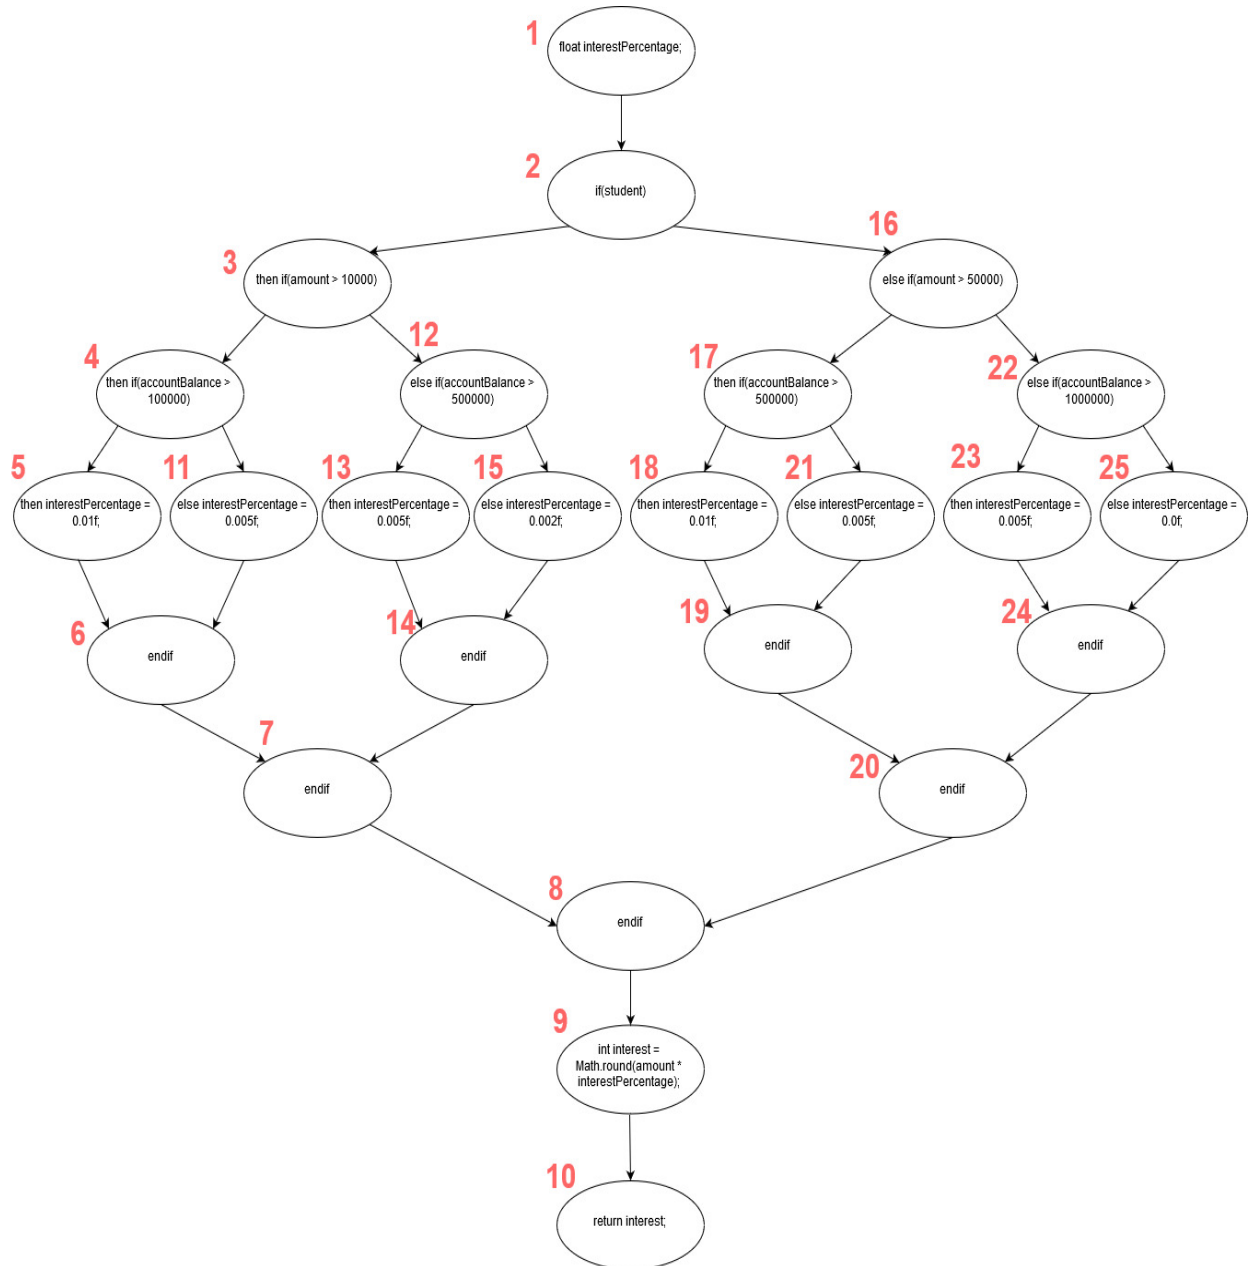 1
float interestPercentage;
2
if(student)
16
else if(amount > 50000)
3
then if(amount > 10000)
4
then if(accountBalance >
100000)
12
else if(accountBalance >
500000)
17
then if(accountBalance >
500000)
22
else if(accountBalance >
1000000)
5
then interestPercentage =
0.01f;
11
else interestPercentage =
0.005f;
13
then interestPercentage =
0.005f;
15
else interestPercentage =
0.002f;
18
then interestPercentage =
0.01f;
21
else interestPercentage =
0.005f;
23
then interestPercentage =
0.005f;
25
else interestPercentage =
0.0f;
6
endif
14
endif
19
endif
24
endif
7
endif
20
endif
8
endif
9
int interest =
Math.round(amount *
interestPercentage);
10
return interest;